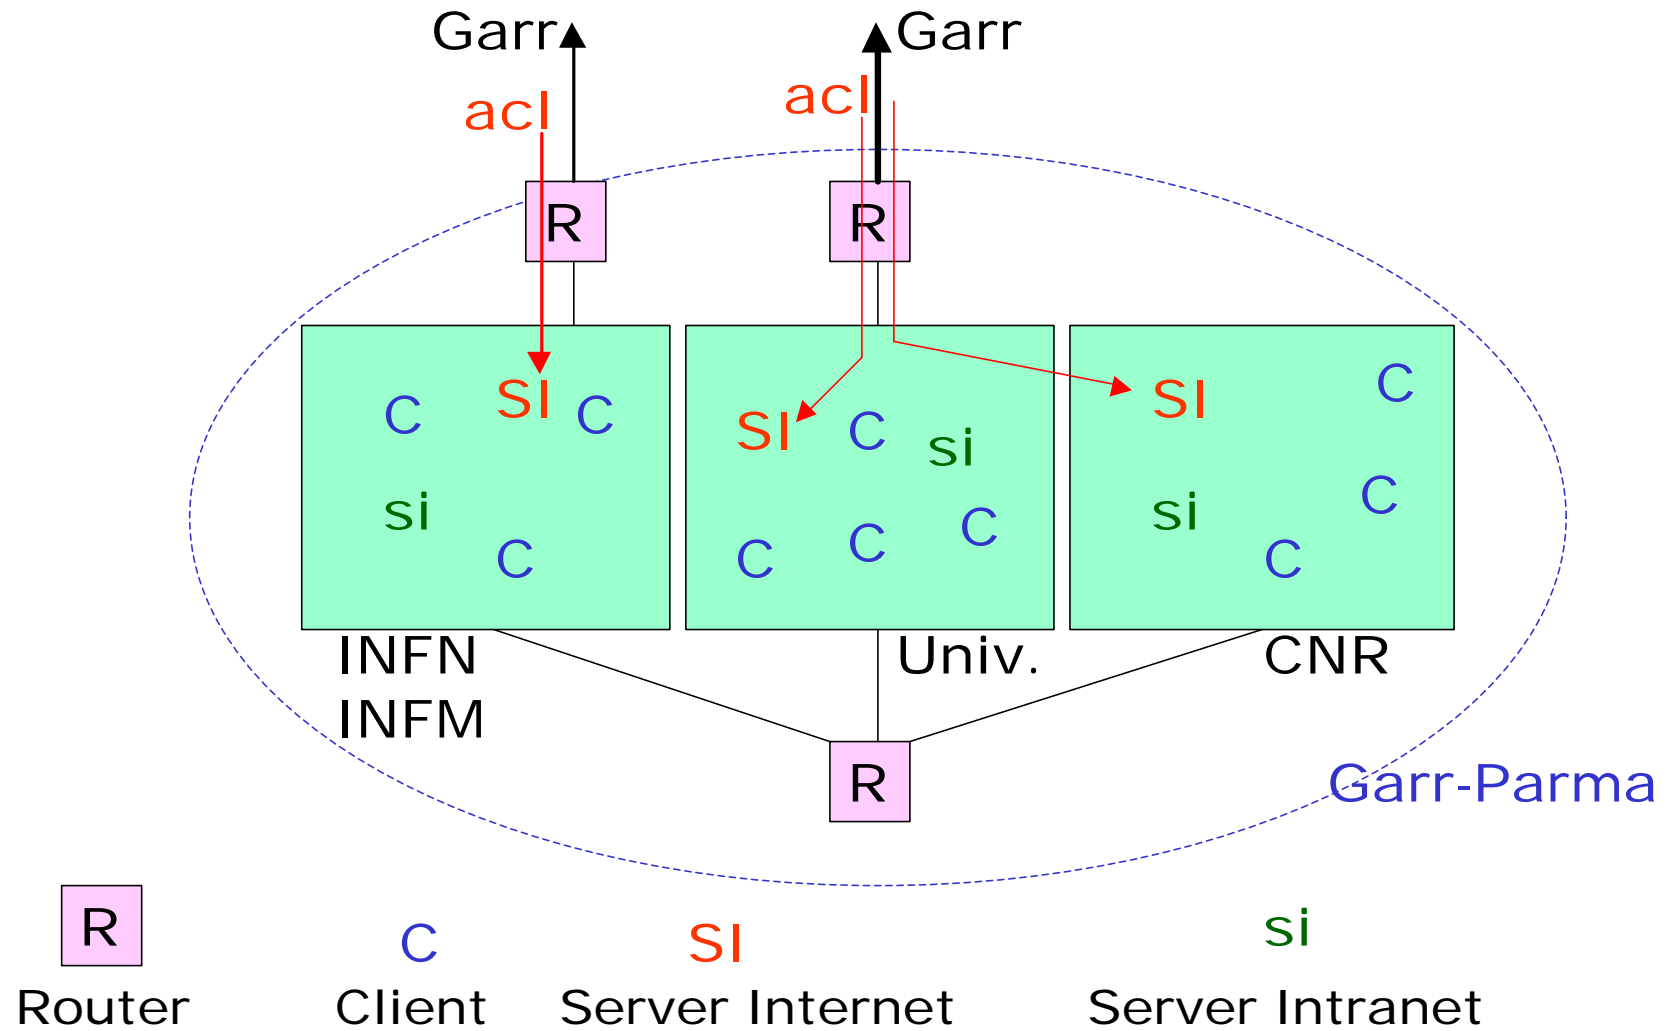 Garr Garr
acl acl
R R
C SI C SI C si SI C
si C C C C si C C
INFN Univ. CNR
INFM
R Garr-Parma
R C SI si
Router Client Server Internet Server Intranet